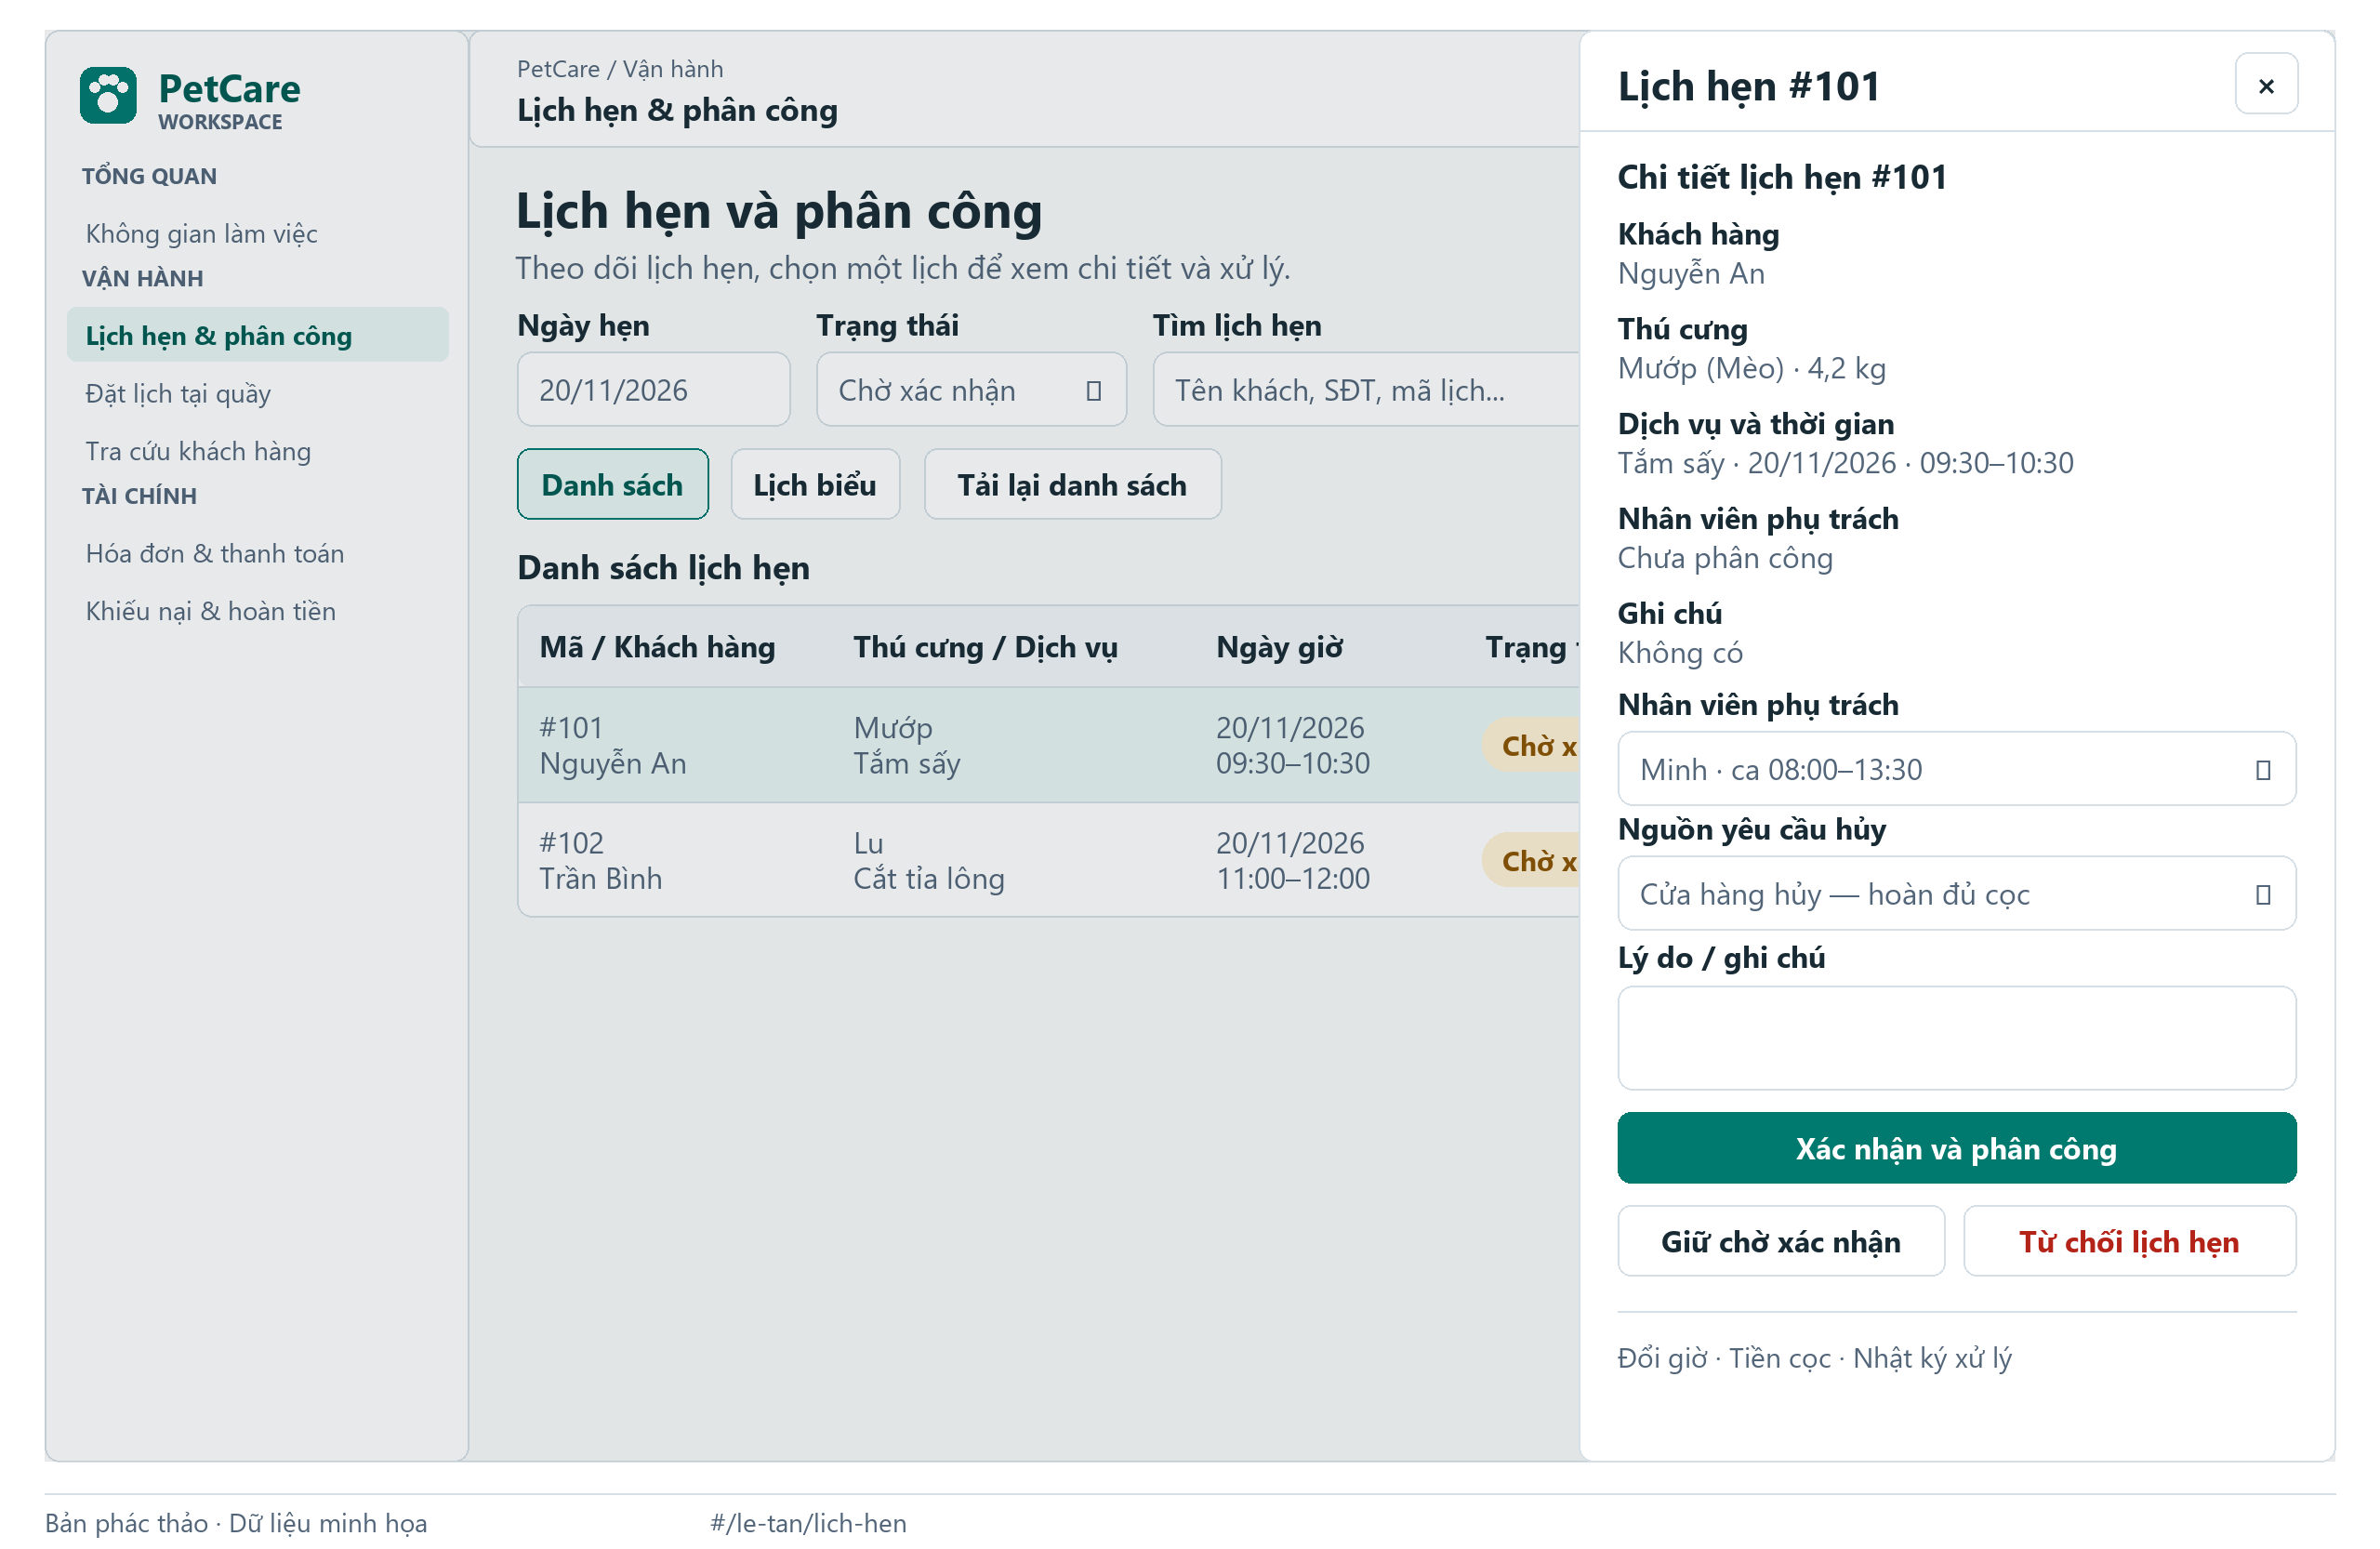 PetCare
WORKSPACE
TỔNG QUAN
Không gian làm việc
VẬN HÀNH
Lịch hẹn & phân công
Đặt lịch tại quầy
Tra cứu khách hàng
TÀI CHÍNH
Hóa đơn & thanh toán
Khiếu nại & hoàn tiền
PetCare / Vận hành
Lịch hẹn & phân công
Lịch hẹn và phân công
Theo dõi lịch hẹn, chọn một lịch để xem chi tiết và xử lý.
Ngày hẹn Trạng thái Tìm lịch hẹn
20/11/2026 Chờ xác nhận Tên khách, SĐT, mã lịch...
Danh sách Lịch biểu Tải lại danh sách
Danh sách lịch hẹn
Mã / Khách hàng Thú cưng / Dịch vụ Ngày giờ Trạng
#101 Mướp 20/11/2026 Chờ x
Nguyễn An Tắm sấy 09:30–10:30
#102 Lu 20/11/2026 Chờ x
Trần Bình Cắt tỉa lông 11:00–12:00
Lịch hẹn #101
×
Chi tiết lịch hẹn #101
Khách hàng
Nguyễn An
Thú cưng
Mướp (Mèo) · 4,2 kg
Dịch vụ và thời gian
Tắm sấy · 20/11/2026 · 09:30–10:30
Nhân viên phụ trách
Chưa phân công
Ghi chú
Không có
Nhân viên phụ trách
Minh · ca 08:00–13:30
Nguồn yêu cầu hủy
Cửa hàng hủy — hoàn đủ cọc
Lý do / ghi chú
Xác nhận và phân công
Giữ chờ xác nhận Từ chối lịch hẹn
Đổi giờ · Tiền cọc · Nhật ký xử lý
Bản phác thảo · Dữ liệu minh họa #/le-tan/lich-hen